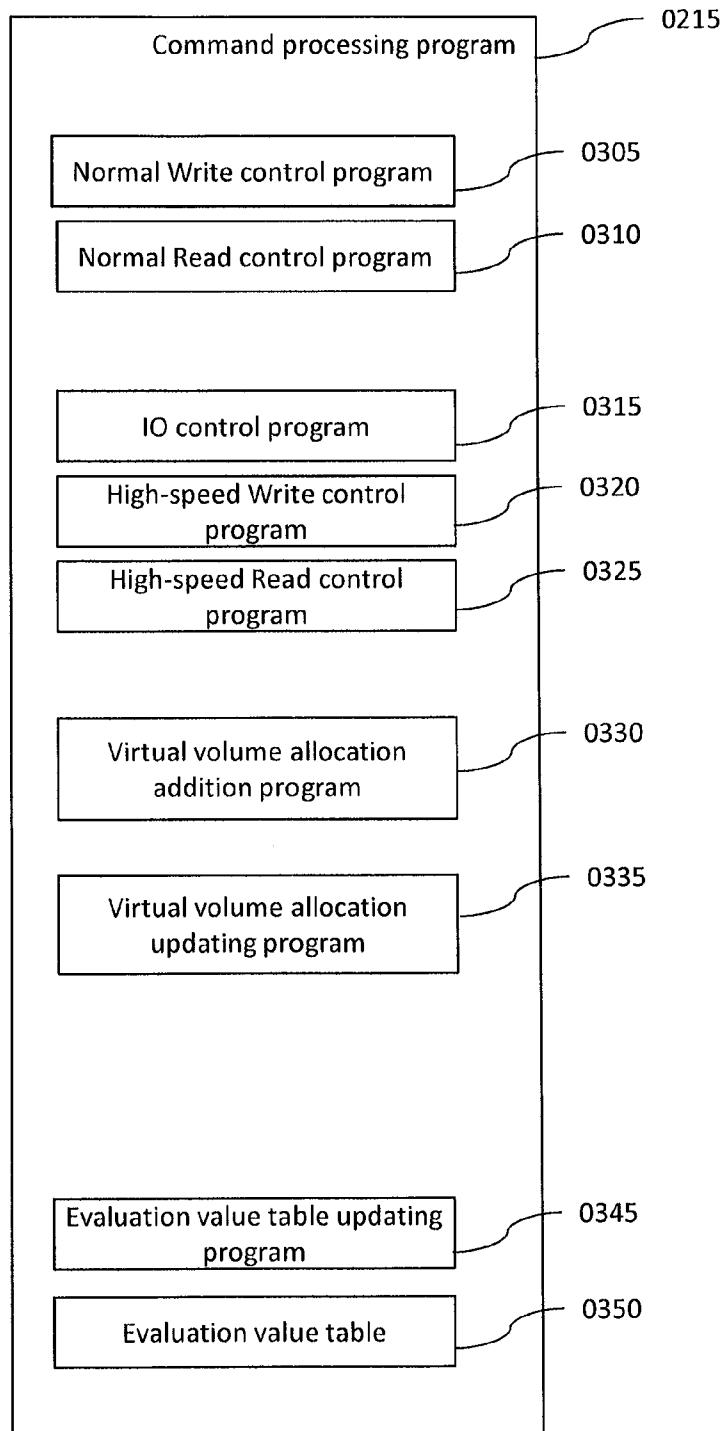 0215
Command processing program
Normal Write control program
0305
Normal Read control program
0310
IO control program
0315
High-speed Write control
program
0320
High-speed Read control
program
0325
Virtual volume allocation
addition program
0330
Virtual volume allocation
updating program
0335
Evaluation value table updating
program
0345
Evaluation value table
0350